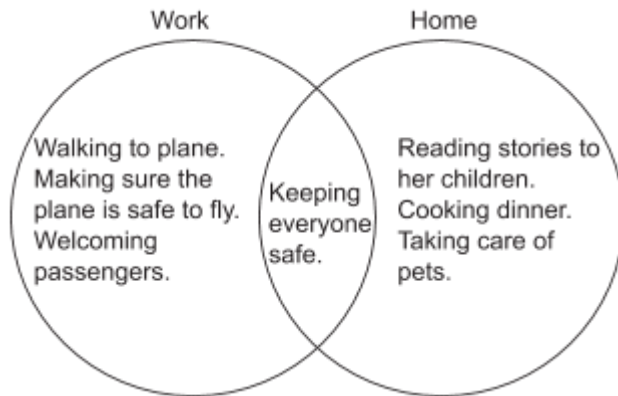 Work
Home
Walking to plane.
Making sure the
plane is safe to fly.
Welcoming
passengers.
Keeping
everyone
safe.
Reading stories to
her children.
Cooking dinner.
Taking care of
pets.